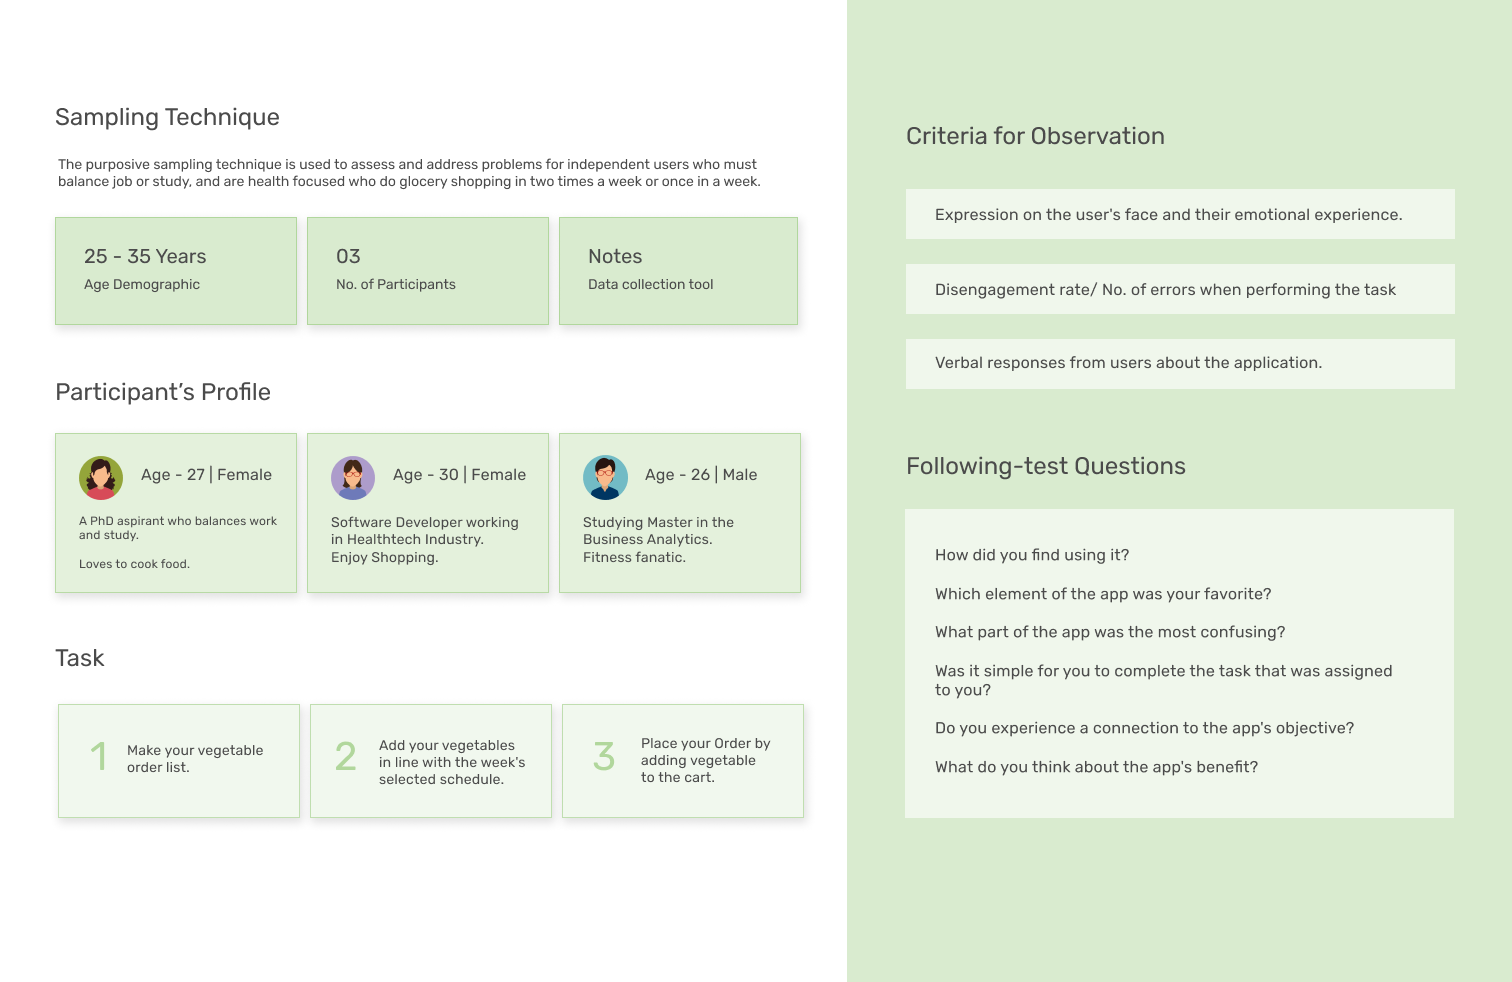 Sampling Technique
The purposive sampling technique is used to assess and address problems for independent users who must
balance job or study, and are health focused who do glocery shopping in two times a week or once in a week.
25 - 35 Years
Age Demographic
03
No. of Participants
Notes
Data collection tool
Participant’s Profile
Age - 27 | Female
A PhD aspirant who balances work
and study.
Loves to cook food.
Age - 30 | Female
Software Developer working
in Healthtech Industry.
Enjoy Shopping.
Age - 26 | Male
Studying Master in the
Business Analytics.
Fitness fanatic.
Task
1
Make your vegetable
order list.
2
Add your vegetables
in line with the week's
selected schedule.
3
Place your Order by
adding vegetable
to the cart.
Criteria for Observation
Expression on the user's face and their emotional experience.
Disengagement rate/ No. of errors when performing the task
Verbal responses from users about the application.
Following-test Questions
How did you find using it?
Which element of the app was your favorite?
What part of the app was the most confusing?
Was it simple for you to complete the task that was assigned
to you?
Do you experience a connection to the app's objective?
What do you think about the app's benefit?